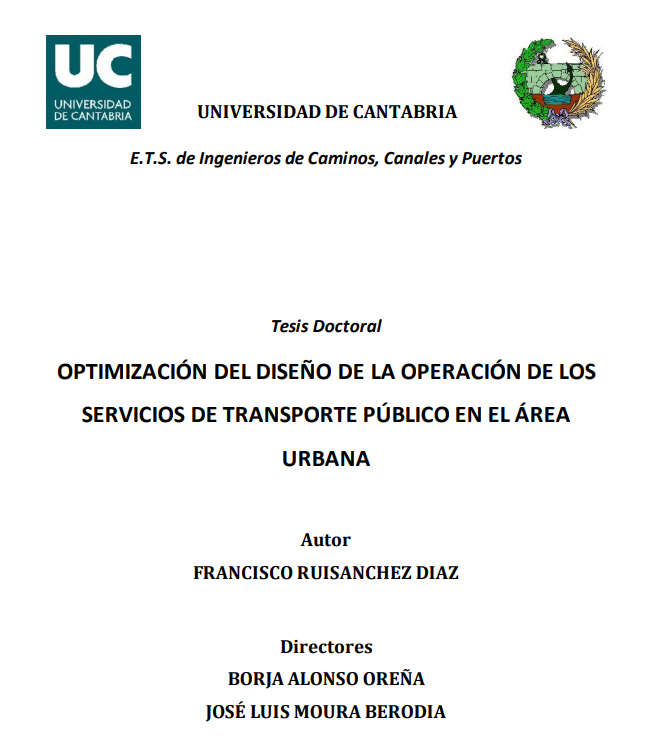 UC
UNIVERSIDAD
DE CANTABRIA
UNIVERSIDAD DE CANTABRIA
E.T.S. de Ingenieros de Caminos, Canales y Puertos
Tesis Doctoral
OPTIMIZACIÓN DEL DISEÑO DE LA OPERACIÓN DE LOS
SERVICIOS DE TRANSPORTE PÚBLICO EN EL ÁREA
URBANA
Autor
FRANCISCO RUISANCHEZ DIAZ
Directores
BORJA ALONSO OREÑA
JOSÉ LUIS MOURA BERODIA